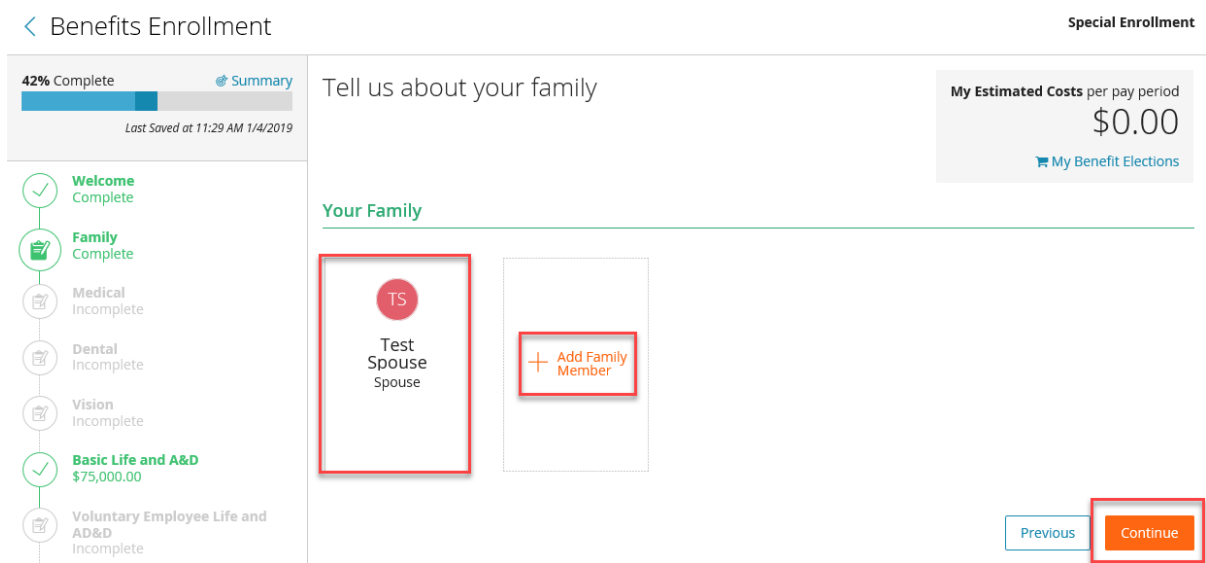 Benefits Enrollment
Special Enrollment
42% Complete
Summary
Last Saved at 11:29 AM 1/4/2019
Welcome
Complete
Family
Complete
Medical
Incomplete
Dental
Incomplete
Vision
Incomplete
Basic Life and A&D
$75,000.00
Voluntary Employee Life and
AD&D
Incomplete
Tell us about your family
My Estimated Costs per pay period
$0.00
My Benefit Elections
Your Family
TS
Test
Spouse
Spouse
Add Family
Member
Previous
Continue